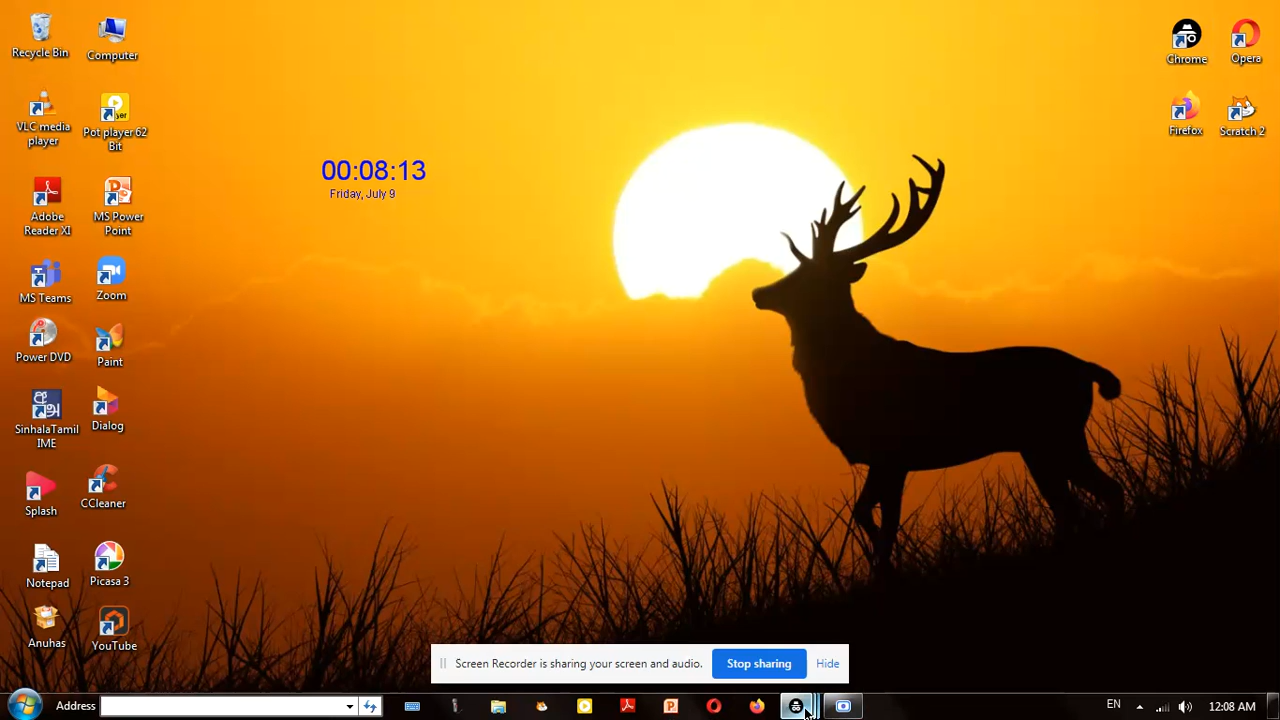 Recycle Bin
Computer
VLC media
player
Pot player 62
Bit
Adobe
Reader XI
MS Power
Point
MS Teams
Zoom
Power DVD
Paint
SinhalaTamil
IME
Dialog
Splash
CCleaner
Notepad
Picasa 3
Anuhas
YouTube
00:08:13
Friday, July 9
Chrome
Opera
Firefox
Scratch 2
Screen Recorder is sharing your screen and audio.
Stop sharing
Hide
Address
EN
12:08 AM